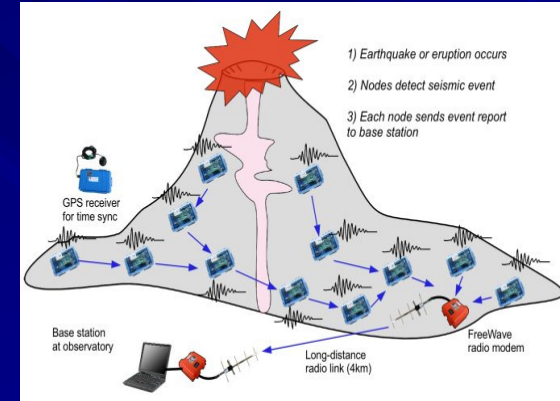 1) Earthquake or eruption occurs
2) Nodes detect seismic event
3) Each node sends event report
to base station
GPS receiver
for time sync
Base station
at observatory
Long-distance
radio link (4km)
FreeWave
radio modem